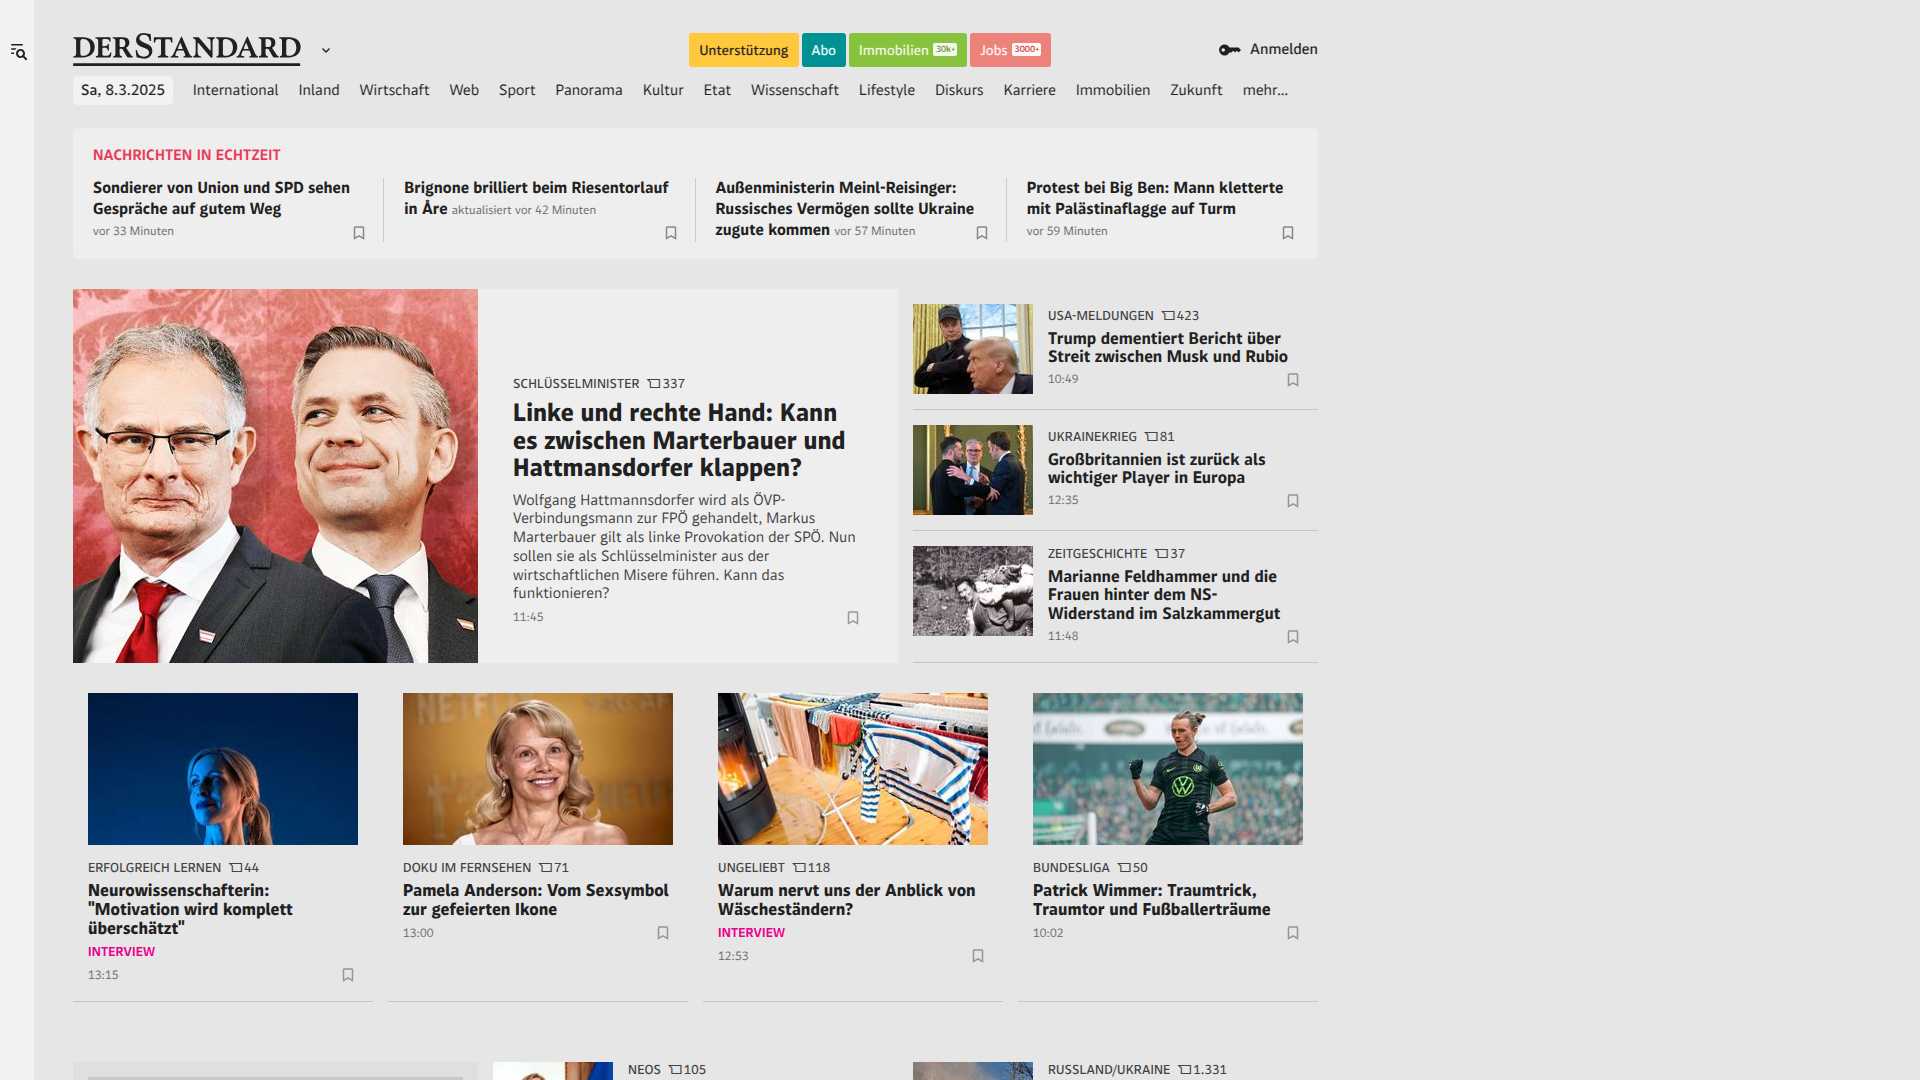 DERSTANDARD
Unterstützung
Abo
Immobilien 30k+
Jobs 3000+
Anmelden
Sa, 8.3.2025
International
Inland
Wirtschaft
Web
Sport
Panorama
Kultur
Etat
Wissenschaft
Lifestyle
Diskurs
Karriere
Immobilien
Zukunft
mehr...
NACHRICHTEN IN ECHTZEIT
Sondierer von Union und SPD sehen
Gespräche auf gutem Weg
vor 33 Minuten
Brignone brilliert beim Riesentorlauf
in Åre aktualisiert vor 42 Minuten
Außenministerin Meinl-Reisinger:
Russisches Vermögen sollte Ukraine
zugute kommen vor 57 Minuten
Protest bei Big Ben: Mann kletterte
mit Palästinaflagge auf Turm
vor 59 Minuten
SCHLÜSSELMINISTER 337
Linke und rechte Hand: Kann
es zwischen Marterbauer und
Hattmansdorfer klappen?
Wolfgang Hattmannsdorfer wird als ÖVP-
Verbindungsmann zur FPÖ gehandelt, Markus
Marterbauer gilt als linke Provokation der SPÖ. Nun
sollen sie als Schlüsselminister aus der
wirtschaftlichen Misere führen. Kann das
funktionieren?
11:45
USA-MELDUNGEN 423
Trump dementiert Bericht über
Streit zwischen Musk und Rubio
10:49
UKRAINEKRIEG 81
Großbritannien ist zurück als
wichtiger Player in Europa
12:35
ZEITGESCHICHTE 37
Marianne Feldhammer und die
Frauen hinter dem NS-
Widerstand im Salzkammergut
11:48
ERFOLGREICH LERNEN 44
Neurowissenschafterin:
"Motivation wird komplett
überschätzt"
INTERVIEW
13:15
NETFLIX
DOKU IM FERNSEHEN 71
Pamela Anderson: Vom Sexsymbol
zur gefeierten Ikone
13:00
UNGELIEBT 118
Warum nervt uns der Anblick von
Wäscheständern?
INTERVIEW
12:53
BUNDESLIGA 50
Patrick Wimmer: Traumtrick,
Traumtor und Fußballerträume
10:02
NEOS 105
RUSSLAND/UKRAINE 1.331